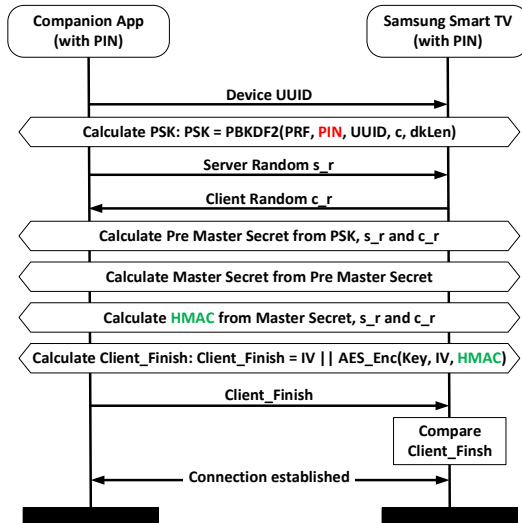 Companion App
(with PIN)
Samsung Smart TV
(with PIN)
Device UUID
Calculate PSK: PSK = PBKDF2(PRF, PIN, UUID, c, dkLen)
Server Random s_r
Client Random c_r
Calculate Pre Master Secret from PSK, s_r and c_r
Calculate Master Secret from Pre Master Secret
Calculate HMAC from Master Secret, s_r and c_r
Calculate Client_Finish: Client_Finish = IV || AES_Enc(Key, IV, HMAC)
Client_Finish
Compare
Client_Finsh
Connection established